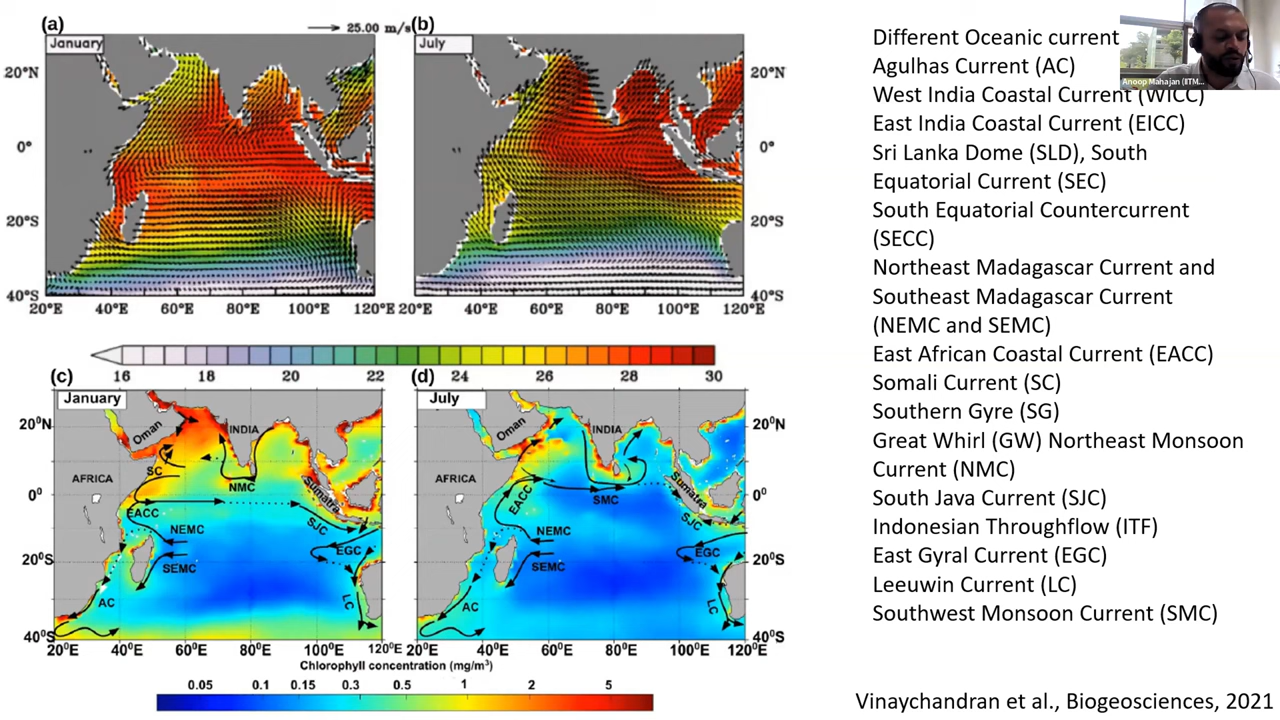 (a)
25.00 m/s
(b)
January
July
20°N
0°
20°S
40°S
20°E 40°E 60°E 80°E 100°E 120°E
20°E 40°E 60°E 80°E 100°E 120°E
20°N
0°
20°S
40°S
16 18 20 22 24 26 28 30
(c)
(d)
January
July
20°N
0°
20°S
40°S
Oman
INDIA
SC
AFRICA
NMC
Sumatra
EACC
SJC
NEMC
EGC
SEMC
AC
LC
20°E 40°E 60°E 80°E 100°E 120°E
Oman
INDIA
AFRICA
SMC
Sumatra
EACC
SJC
NEMC
EGC
SEMC
AC
LC
20°N
0°
20°S
40°S
20°E 40°E 60°E 80°E 100°E 120°E
Chlorophyll concentration (mg/m³)
0.05 0.1 0.15 0.3 0.5 1 2 5
Different Oceanic current
Agulhas Current (AC)
West India Coastal Current (WICC)
East India Coastal Current (EICC)
Sri Lanka Dome (SLD), South
Equatorial Current (SEC)
South Equatorial Countercurrent
(SECC)
Northeast Madagascar Current and
Southeast Madagascar Current
(NEMC and SEMC)
East African Coastal Current (EACC)
Somali Current (SC)
Southern Gyre (SG)
Great Whirl (GW) Northeast Monsoon
Current (NMC)
South Java Current (SJC)
Indonesian Throughflow (ITF)
East Gyral Current (EGC)
Leeuwin Current (LC)
Southwest Monsoon Current (SMC)
Vinaychandran et al., Biogeosciences, 2021
Anoop Mahajan (IITM...